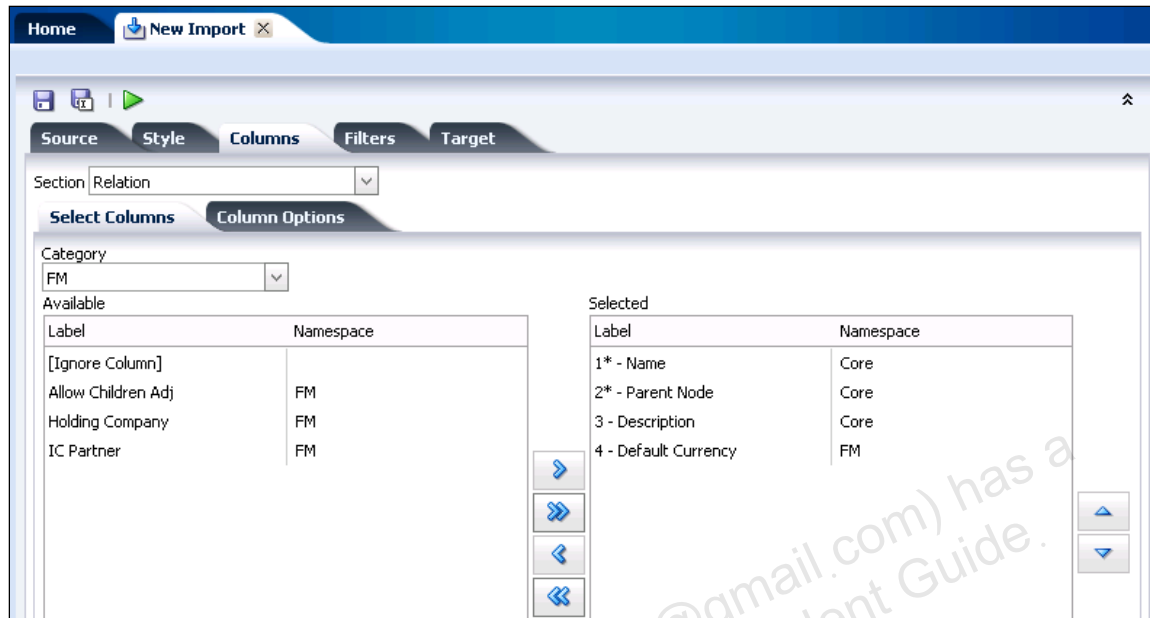 Home New Import
Source Style Columns Filters Target
Section Relation
Select Columns Column Options
Category
FM
Available Selected
Label Namespace Label Namespace
[Ignore Column] 1* - Name Core
Allow Children Adj FM 2* - Parent Node Core
Holding Company FM 3 - Description Core
IC Partner FM 4 - Default Currency FM
@gmail.com) has a
Guide.